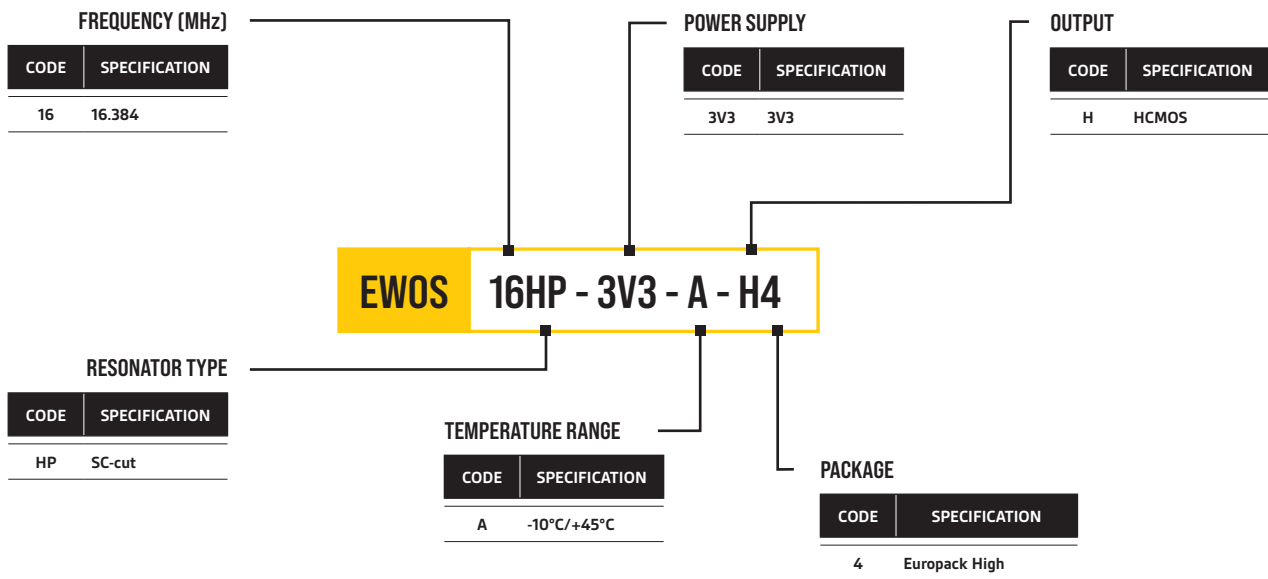 FREQUENCY (MHz)
CODE SPECIFICATION
16 16.384
POWER SUPPLY
CODE SPECIFICATION
3V3 3V3
OUTPUT
CODE SPECIFICATION
H HCMOS
EWOS 16HP - 3V3 - A - H4
RESONATOR TYPE
CODE SPECIFICATION
HP SC-cut
TEMPERATURE RANGE
CODE SPECIFICATION
A -10°C/+45°C
PACKAGE
CODE SPECIFICATION
4 Europack High